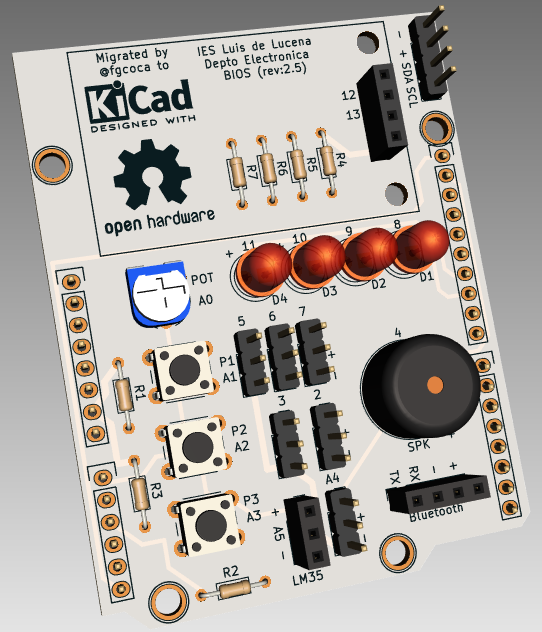 Migrated by
@fgcoca to
KiCad
DESIGNED WITH
open hardware
IES Luis de Lucena
Depto Electronica
BIOS (rev:2.5)
- + SDA SCL
12
13
R7 R6 R5 R4
+ 11 10 9 8
D4 D3 D2 D1
POT
A0
5 6 7
+
4
P1
A1
R1
3 2
+
SPK
+
P2
A2
R3
A4
TX RX - +
Bluetooth
P3
A3
+ A5 -
+
-
LM35
R2